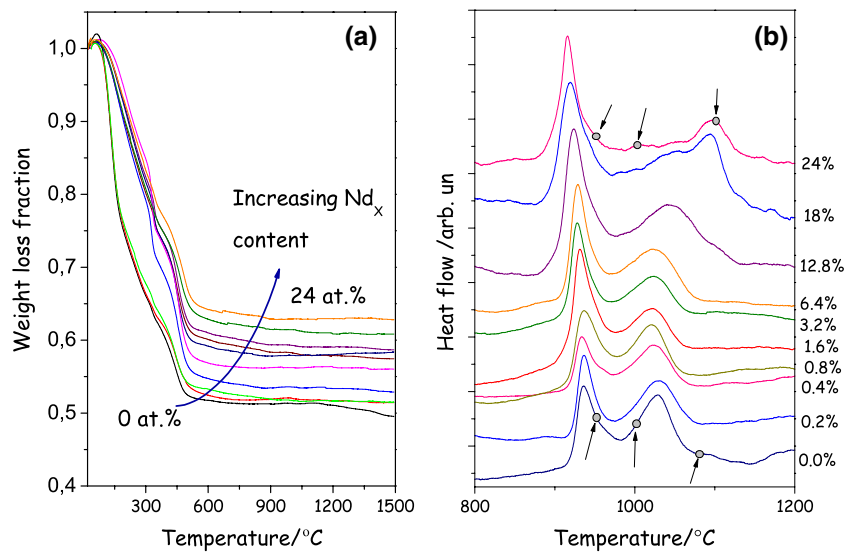 (a)
1,0
0,9
0,8
0,7
0,6
0,5
0,4
Weight loss fraction
Increasing Ndx
content
24 at.%
0 at.%
300 600 900 1200 1500
Temperature/°C
(b)
Heat flow /arb. un
24%
18%
12.8%
6.4%
3.2%
1.6%
0.8%
0.4%
0.2%
0.0%
800 1000 1200
Temperature/°C